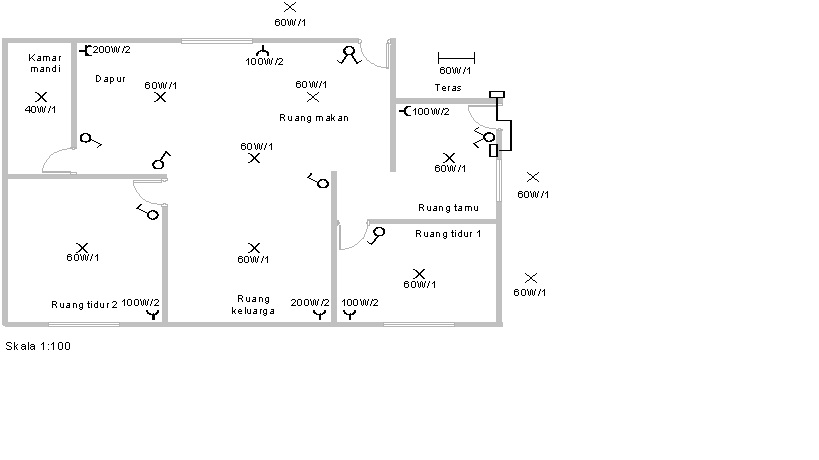 60W/1
Kamar
mandi
40W/1
200W/2
Dapur
60W/1
100W/2
60W/1
Ruang makan
60W/1
Teras
100W/2
60W/1
60W/1
Ruang tamu
60W/1
Ruang tidur 1
60W/1
60W/1
60W/1
60W/1
Ruang tidur 2
100W/2
Ruang
keluarga
200W/2
100W/2
Skala 1:100